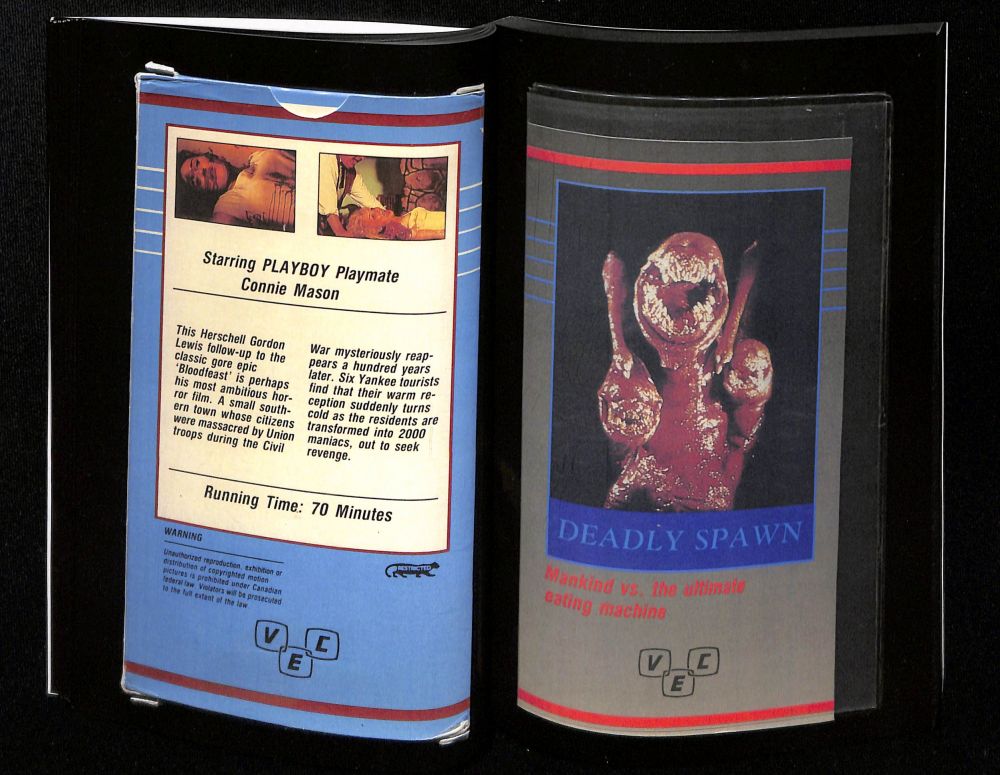 Starring PLAYBOY Playmate
Connie Mason
This Herschell Gordon
Lewis follow-up to the
classic gore epic
'Bloodfeast' is perhaps
his most ambitious hor-
ror film. A small south-
ern town whose citizens
were massacred by Union
troops during the Civil
War mysteriously reap-
pears a hundred years
later. Six Yankee tourists
find that their warm re-
ception suddenly turns
cold as the residents are
transformed into 2000
maniacs, out to seek
revenge.
Running Time: 70 Minutes
WARNING
Unauthorized reproduction, exhibition or
distribution of copyrighted motion
pictures is prohibited under Canadian
federal law. Violators will be prosecuted
to the full extent of the law.
RESTRICTED
VEC
DEADLY SPAWN
Mankind vs. the ultimate
eating machine
VEC